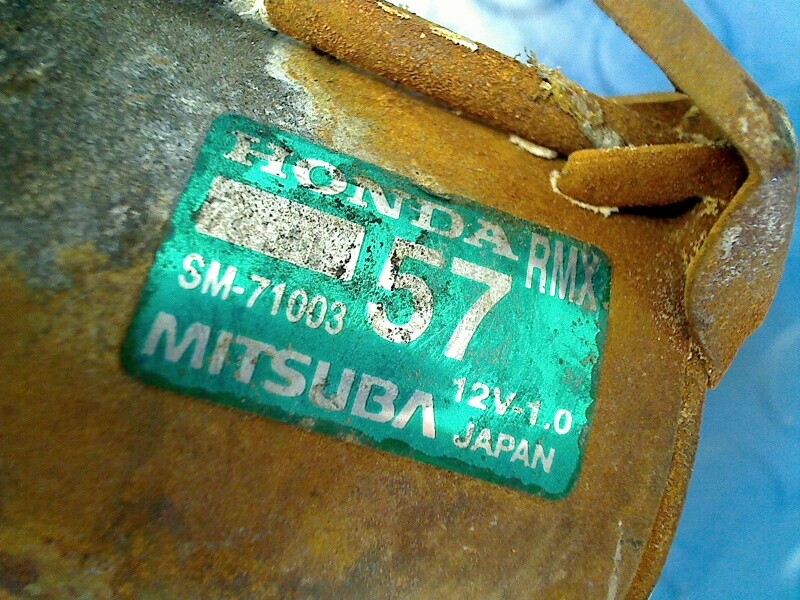 HONDA
RMX
57
SM-71003
MITSUBA
12V-1.0
JAPAN